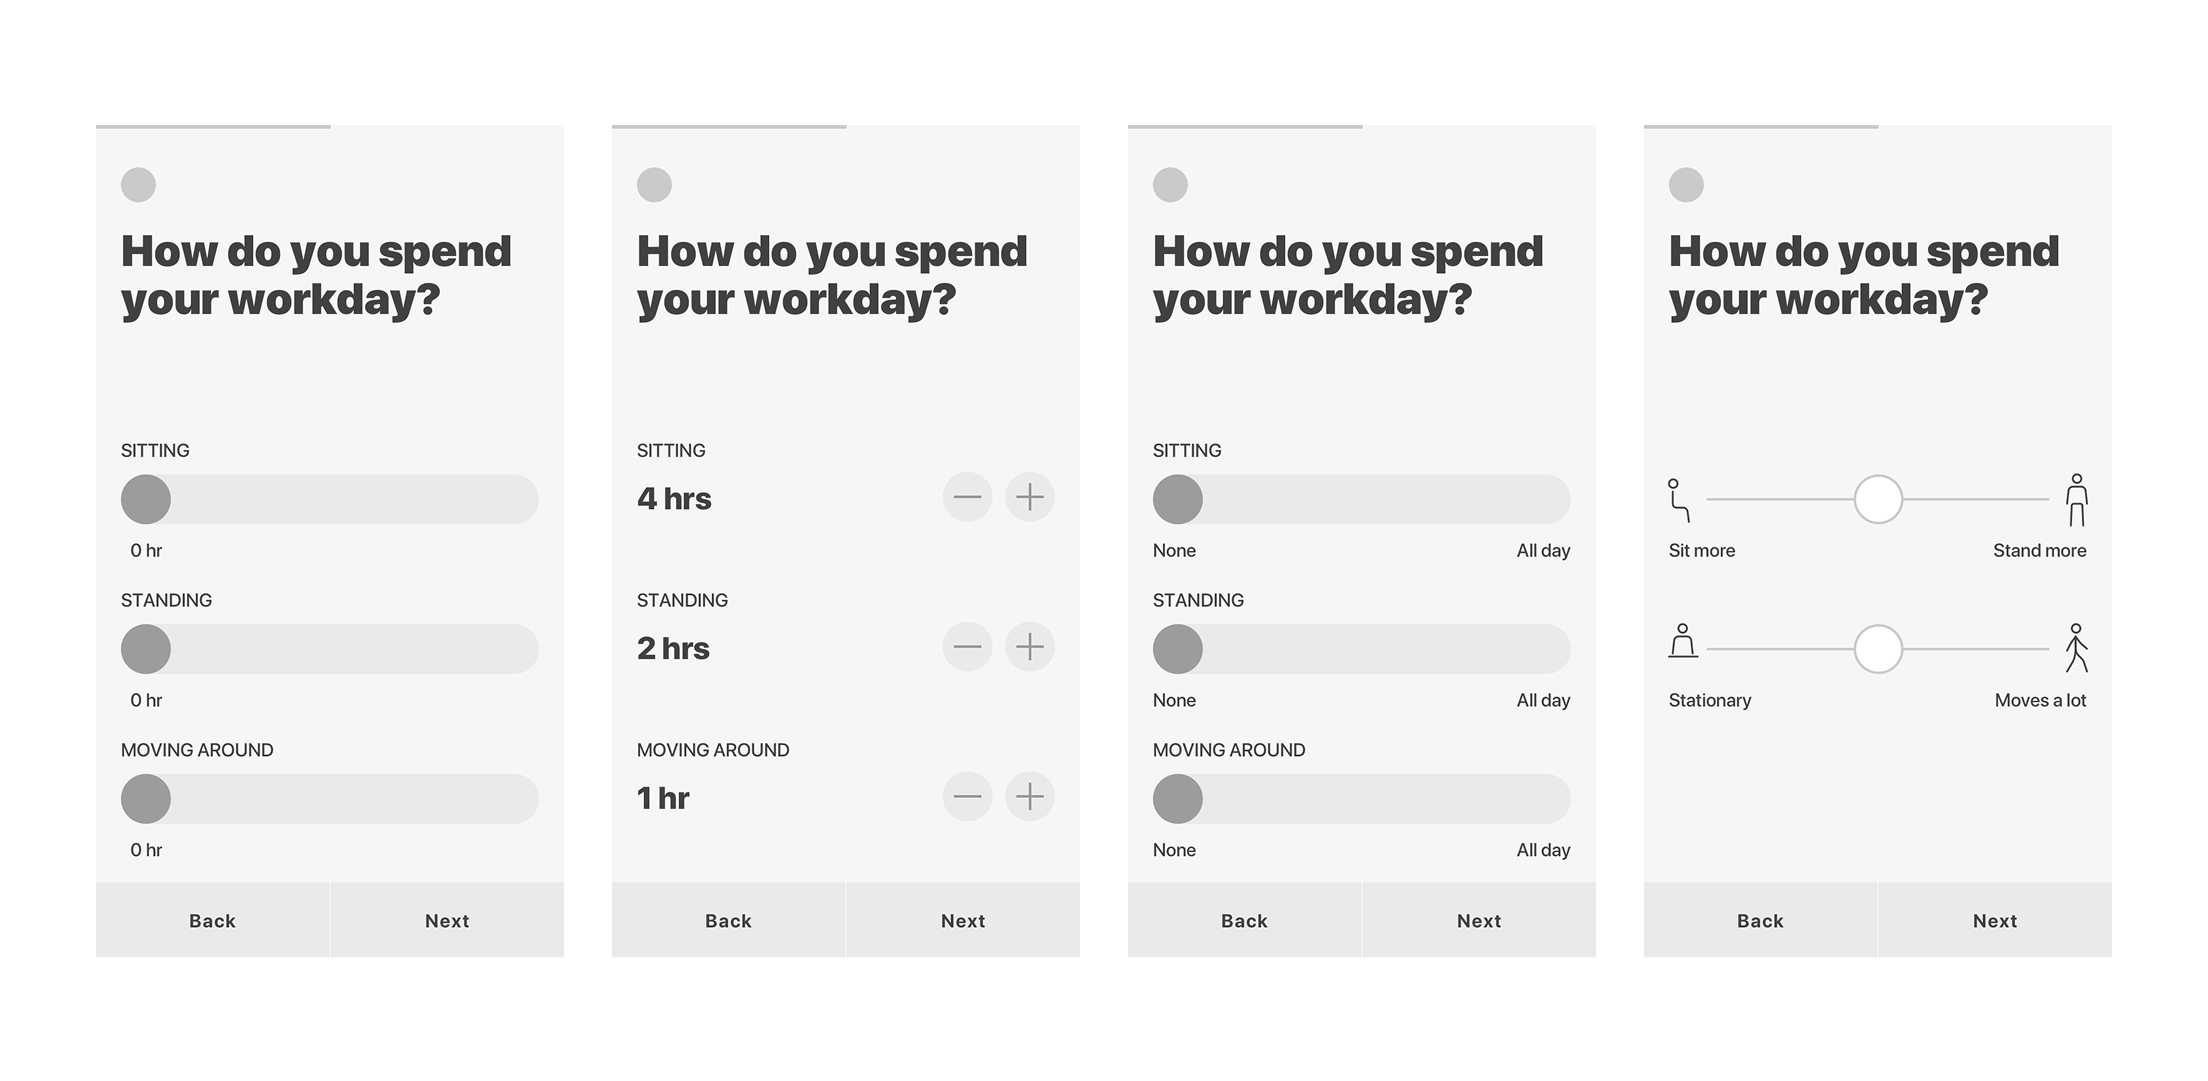 How do you spend
your workday?
SITTING
0 hr
STANDING
0 hr
MOVING AROUND
0 hr
Back
Next
How do you spend
your workday?
SITTING
4 hrs
STANDING
2 hrs
MOVING AROUND
1 hr
Back
Next
How do you spend
your workday?
SITTING
None
All day
STANDING
None
All day
MOVING AROUND
None
All day
Back
Next
How do you spend
your workday?
Sit more
Stand more
Stationary
Moves a lot
Back
Next